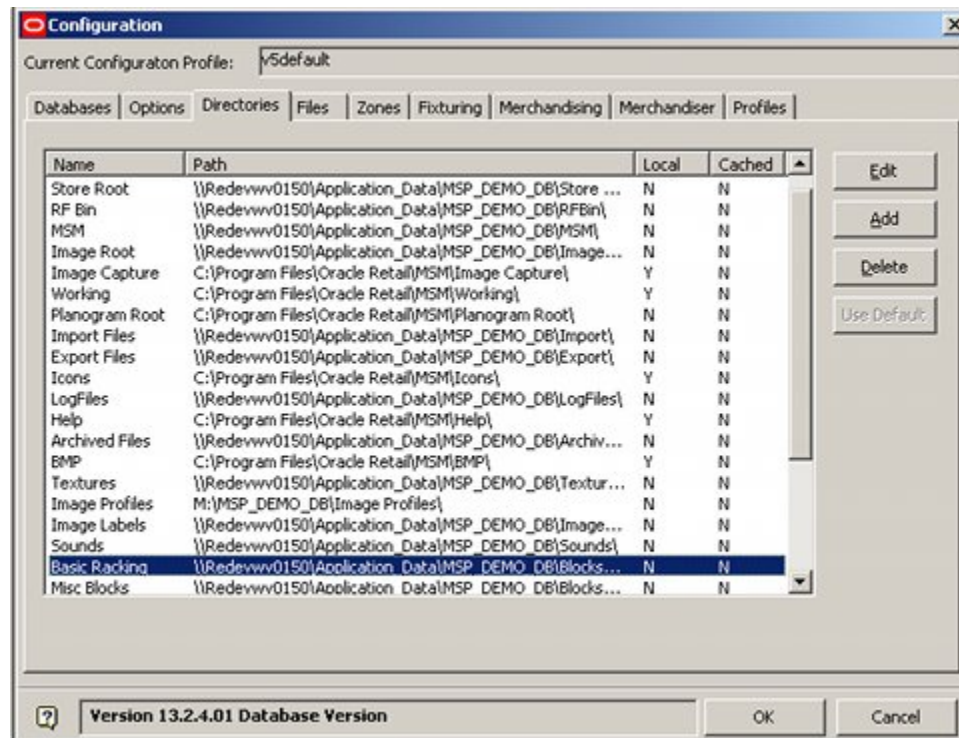 Configuration
Current Configuraton Profile: v5default
Databases Options Directories Files Zones Fixturing Merchandising Merchandiser Profiles
Name Path Local Cached
Store Root \\Redevwv0150\Application_Data\MSP_DEMO_DB\Store ... N N
RF Bin \\Redevwv0150\Application_Data\MSP_DEMO_DB\RFBin\ N N
MSM \\Redevwv0150\Application_Data\MSP_DEMO_DB\MSM\ N N
Image Root \\Redevwv0150\Application_Data\MSP_DEMO_DB\Image... N N
Image Capture C:\Program Files\Oracle Retail\MSM\Image Capture\ Y N
Working C:\Program Files\Oracle Retail\MSM\Working\ Y N
Planogram Root C:\Program Files\Oracle Retail\MSM\Planogram Root\ N N
Import Files \\Redevwv0150\Application_Data\MSP_DEMO_DB\Import\ N N
Export Files \\Redevwv0150\Application_Data\MSP_DEMO_DB\Export\ N N
Icons C:\Program Files\Oracle Retail\MSM\Icons\ Y N
LogFiles \\Redevwv0150\Application_Data\MSP_DEMO_DB\LogFiles\ N N
Help C:\Program Files\Oracle Retail\MSM\Help\ Y N
Archived Files \\Redevwv0150\Application_Data\MSP_DEMO_DB\Archiv... N N
BMP C:\Program Files\Oracle Retail\MSM\BMP\ Y N
Textures \\Redevwv0150\Application_Data\MSP_DEMO_DB\Textur... N N
Image Profiles M:\MSP_DEMO_DB\Image Profiles\ N N
Image Labels \\Redevwv0150\Application_Data\MSP_DEMO_DB\Image... N N
Sounds \\Redevwv0150\Application_Data\MSP_DEMO_DB\Sounds\ N N
Basic Racking \\Redevwv0150\Application_Data\MSP_DEMO_DB\Blocks... N N
Misc Blocks \\Redevwv0150\Application_Data\MSP_DEMO_DB\Blocks... N N
Edit
Add
Delete
Use Default
Version 13.2.4.01 Database Version
OK
Cancel